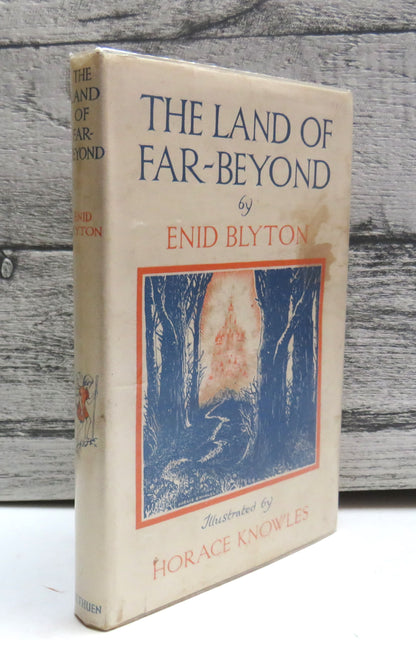 THE LAND OF
FAR-BEYOND
by
ENID BLYTON
Illustrated by
HORACE KNOWLES
THE
LAND
OF
FAR-
BEYOND
ENID
BLYTON